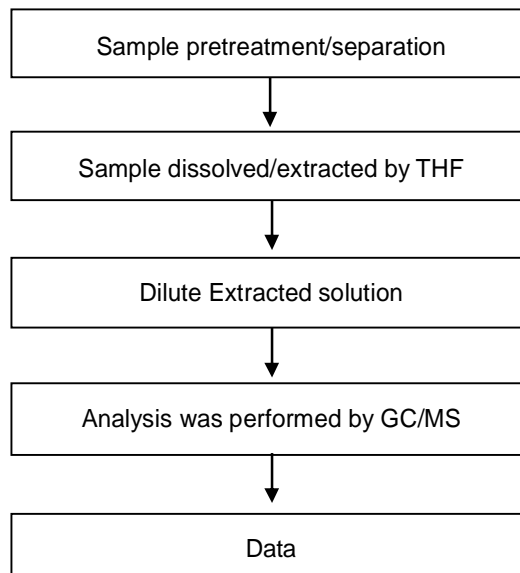 Sample pretreatment/separation
Sample dissolved/extracted by THF
Dilute Extracted solution
Analysis was performed by GC/MS
Data